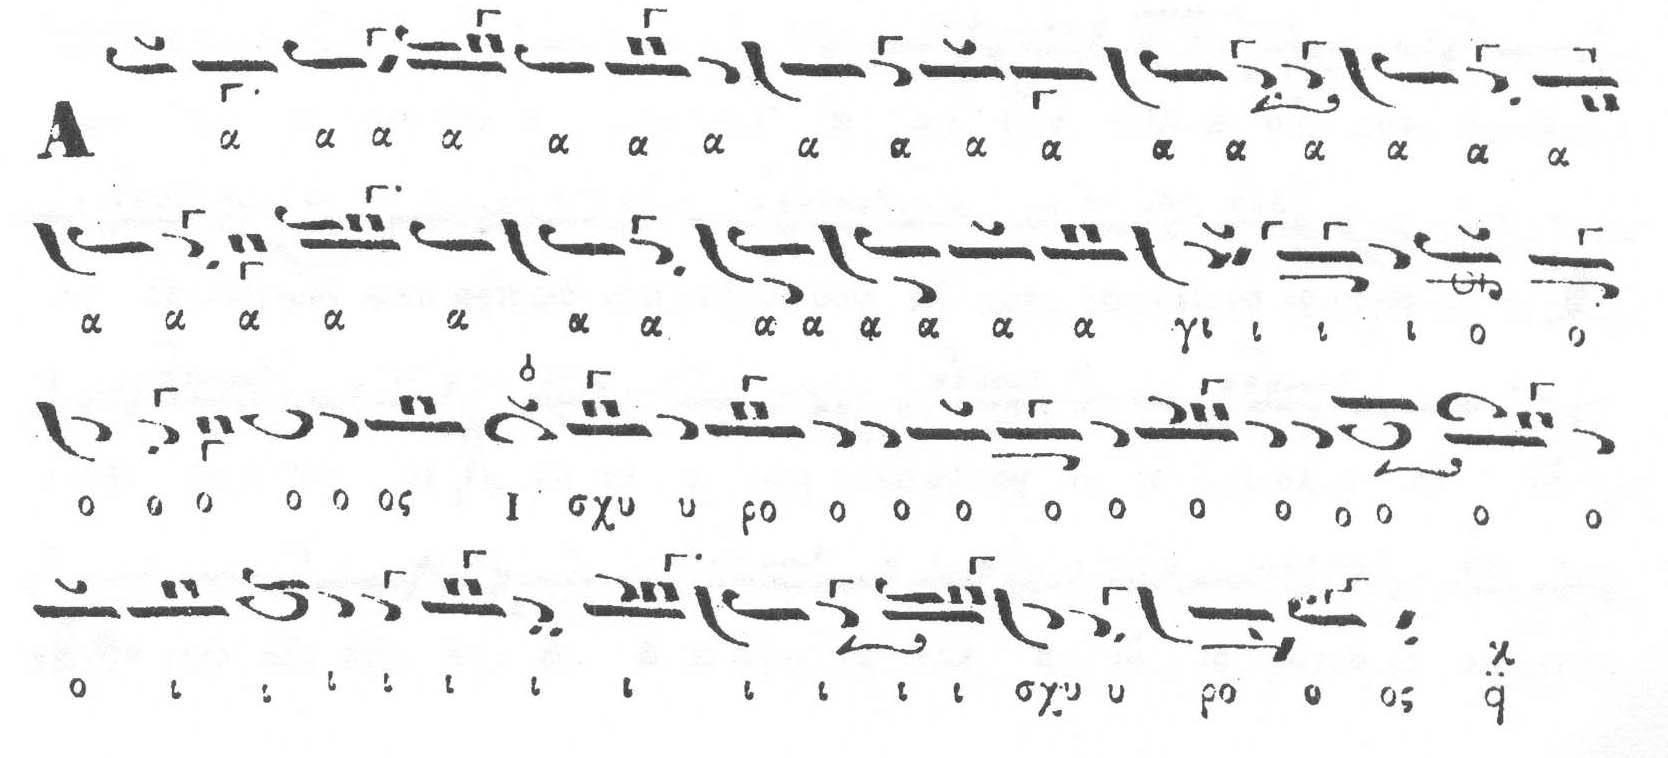 Α α α α α α α α α α α α α α α α α α
α α α α α α α α α α α α α γι ι ι ι ο ο
ο ο ο ο ο ος Ι σχυ υ ρο ο ο ο ο ο ο ο ο ο ο ο
ο ι ι ι ι ι ι ι ι ι ι ι σχυ υ ρο ο ος